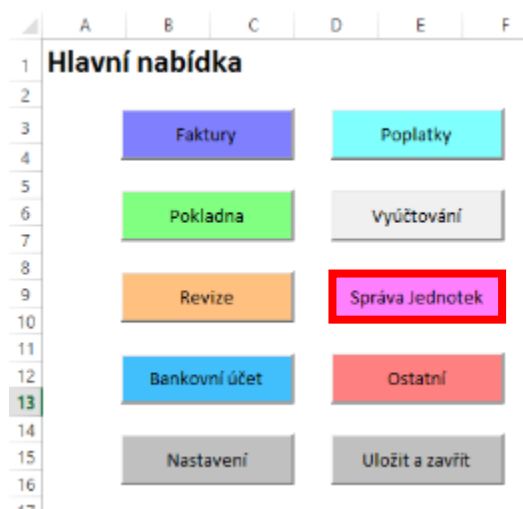 A B C D E F
1 Hlavní nabídka
2
3 Faktury Poplatky
4
5
6 Pokladna Vyúčtování
7
8
9 Revize Správa Jednotek
10
11
12 Bankovní účet Ostatní
13
14
15 Nastavení Uložit a zavřít
16
17